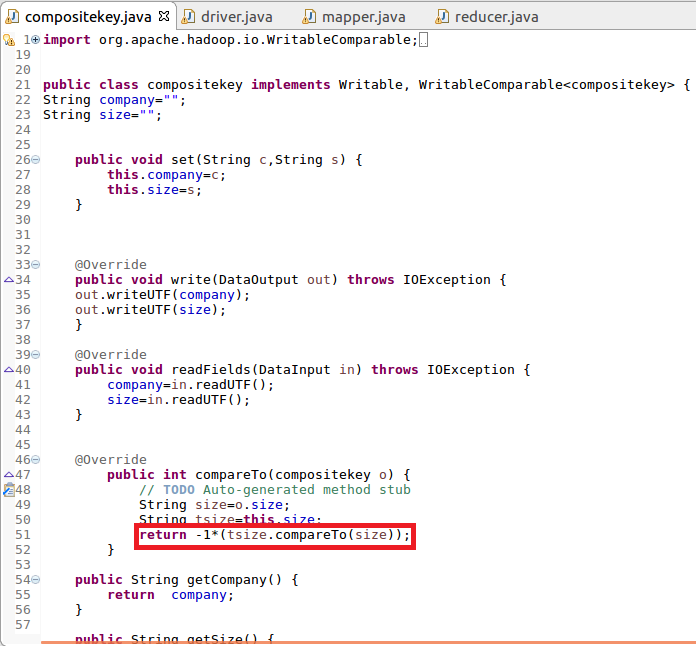 compositekey.java driver.java mapper.java reducer.java
1 import org.apache.hadoop.io.WritableComparable;
19
20
21 public class compositekey implements Writable, WritableComparable<compositekey> {
22 String company="";
23 String size="";
24
25
26 public void set(String c,String s) {
27 this.company=c;
28 this.size=s;
29 }
30
31
32
33 @Override
34 public void write(DataOutput out) throws IOException {
35 out.writeUTF(company);
36 out.writeUTF(size);
37 }
38
39 @Override
40 public void readFields(DataInput in) throws IOException {
41 company=in.readUTF();
42 size=in.readUTF();
43 }
44
45
46 @Override
47 public int compareTo(compositekey o) {
48 // TODO Auto-generated method stub
49 String size=o.size;
50 String tsize=this.size;
51 return -1*(tsize.compareTo(size));
52 }
53
54 public String getCompany() {
55 return company;
56 }
57
public String getSize() {